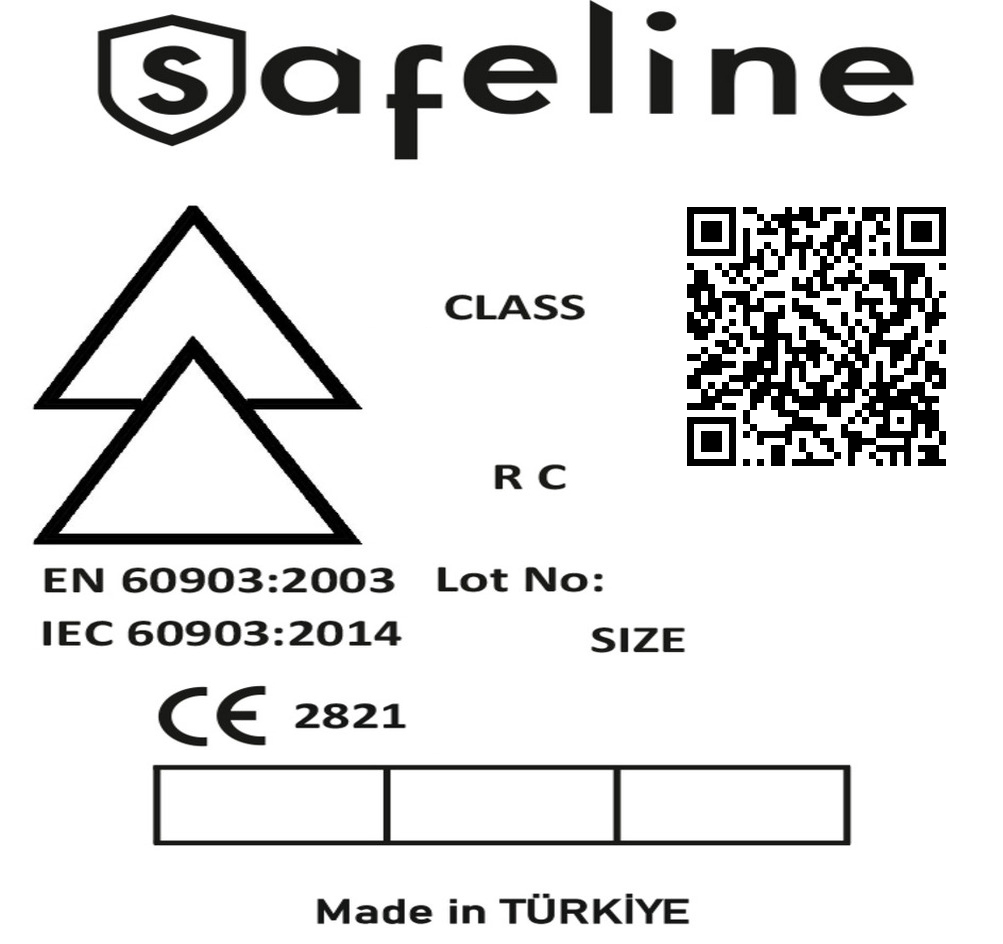 safeline
CLASS
R C
EN 60903:2003 Lot No:
IEC 60903:2014
SIZE
CE 2821
Made in TÜRKİYE